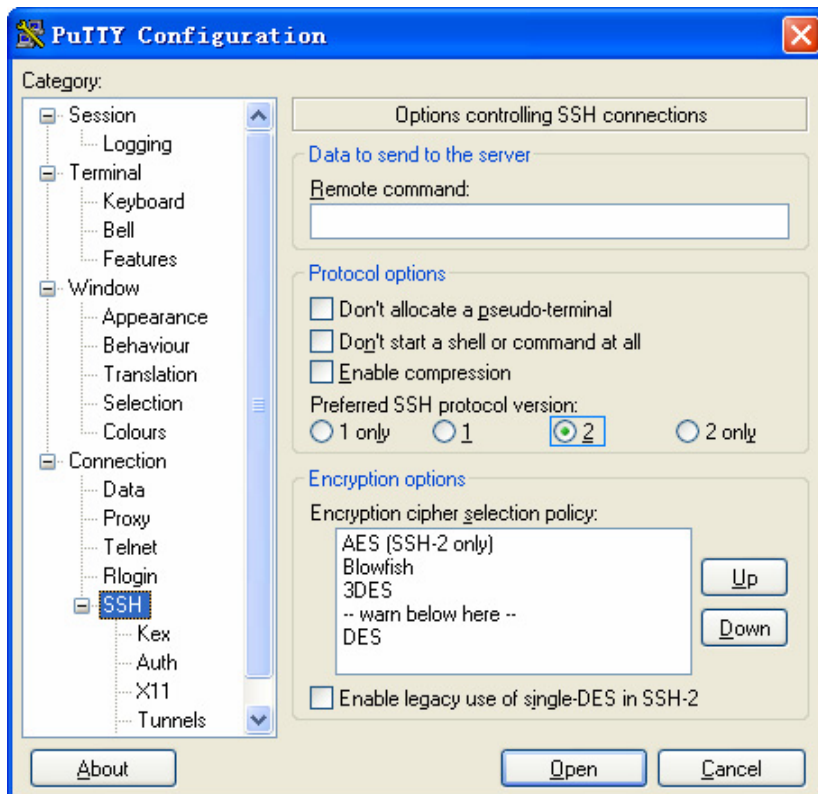 PuTTY Configuration
Category:
Session
Logging
Terminal
Keyboard
Bell
Features
Window
Appearance
Behaviour
Translation
Selection
Colours
Connection
Data
Proxy
Telnet
Rlogin
SSH
Kex
Auth
X11
Tunnels
Options controlling SSH connections
Data to send to the server
Remote command:
Protocol options
Don't allocate a pseudo-terminal
Don't start a shell or command at all
Enable compression
Preferred SSH protocol version:
1 only 1 2 2 only
Encryption options
Encryption cipher selection policy:
AES (SSH-2 only)
Blowfish
3DES
-- warn below here --
DES
Up
Down
Enable legacy use of single-DES in SSH-2
About Open Cancel